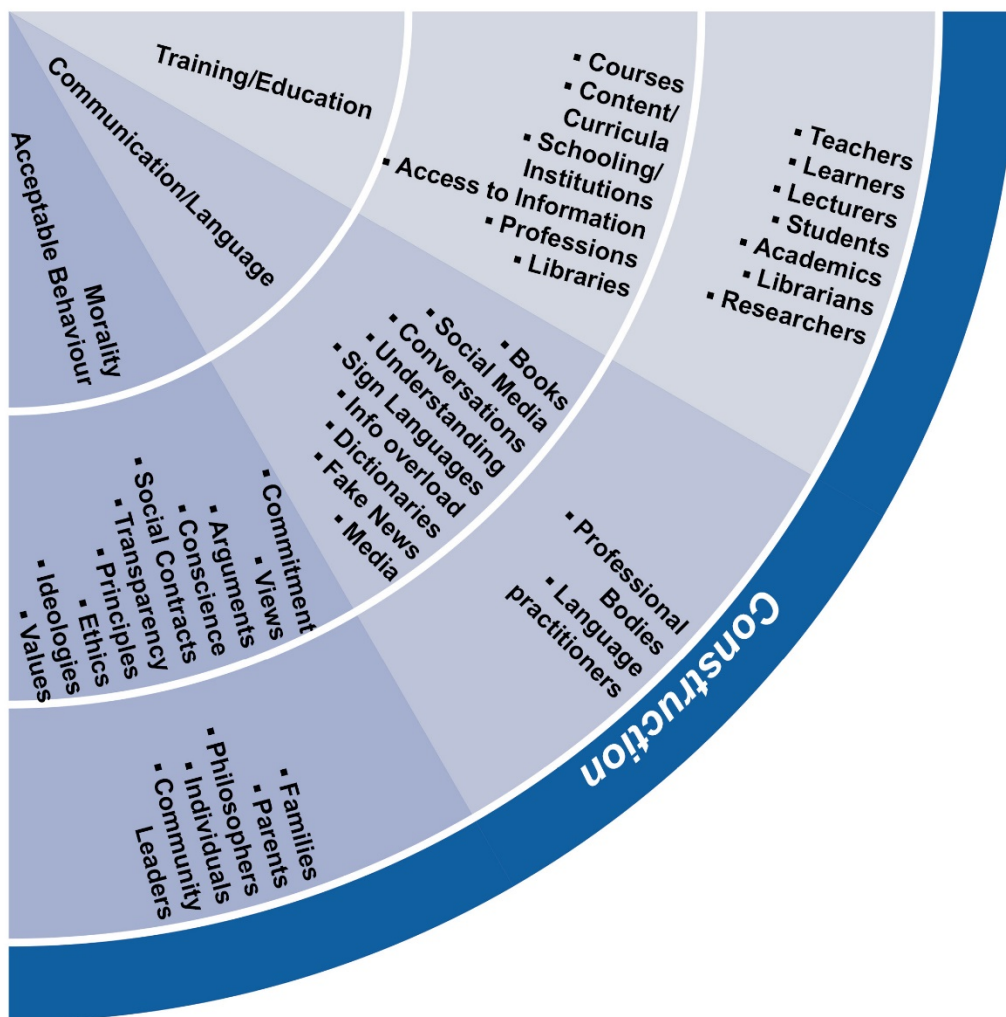 Training/Education
▪ Courses
▪ Content/
Curricula
▪ Schooling/
Institutions
▪ Access to Information
▪ Professions
▪ Libraries
▪ Teachers
▪ Learners
▪ Lecturers
▪ Students
▪ Academics
▪ Librarians
▪ Researchers
Communication/Language
▪ Books
▪ Social Media
▪ Conversations
▪ Understanding
▪ Sign Languages
▪ Info overload
▪ Dictionaries
▪ Fake News
▪ Media
▪ Professional
Bodies
▪ Language
practitioners
Morality
Acceptable Behaviour
▪ Commitment
▪ Views
▪ Arguments
▪ Conscience
▪ Social Contracts
▪ Transparency
▪ Principles
▪ Ethics
▪ Ideologies
▪ Values
▪ Families
▪ Parents
▪ Philosophers
▪ Individuals
▪ Community
Leaders
Construction